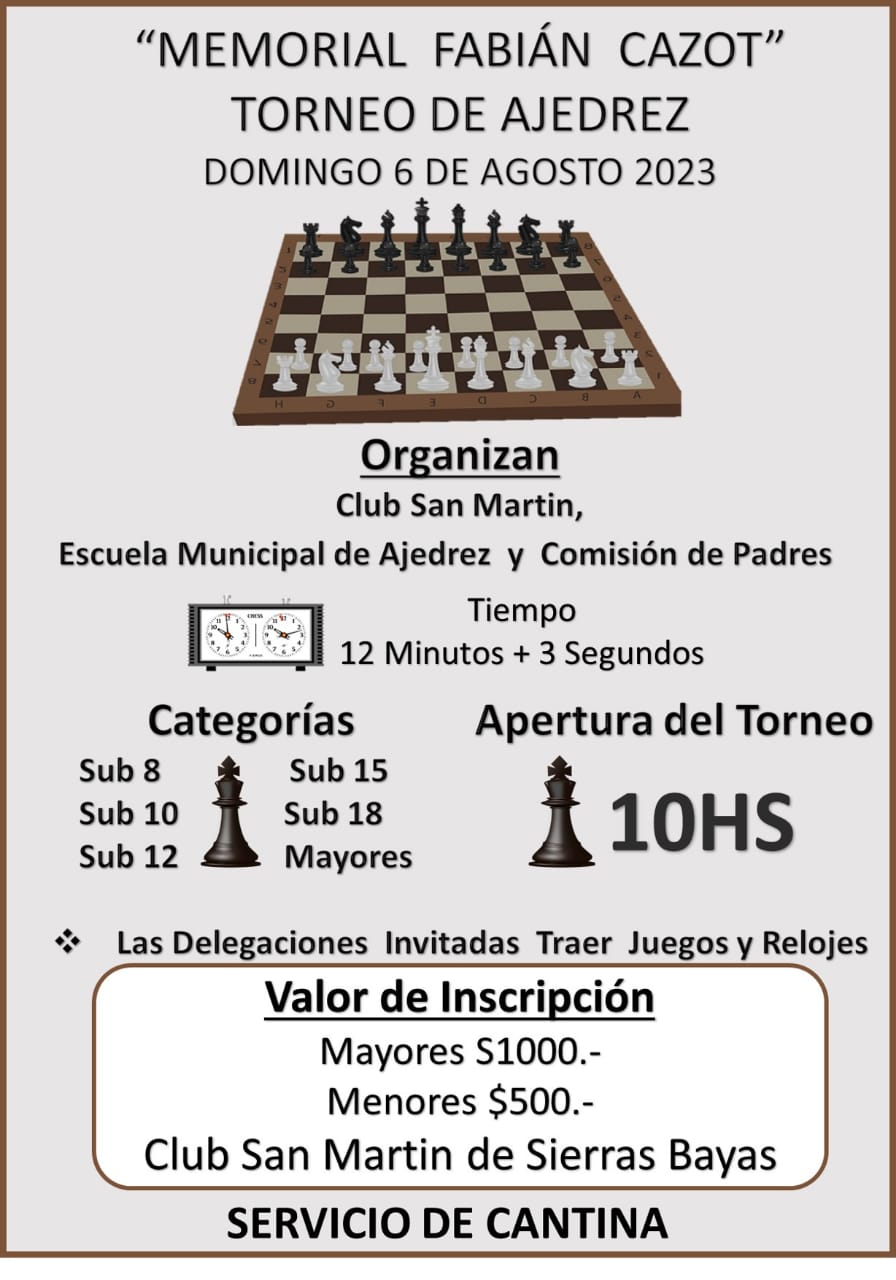 “MEMORIAL FABIÁN CAZOT”
TORNEO DE AJEDREZ
DOMINGO 6 DE AGOSTO 2023
Organizan
Club San Martin,
Escuela Municipal de Ajedrez y Comisión de Padres
Tiempo
12 Minutos + 3 Segundos
Categorías
Sub 8
Sub 10
Sub 12
Sub 15
Sub 18
Mayores
Apertura del Torneo
10HS
❖ Las Delegaciones Invitadas Traer Juegos y Relojes
Valor de Inscripción
Mayores S1000.-
Menores $500.-
Club San Martin de Sierras Bayas
SERVICIO DE CANTINA